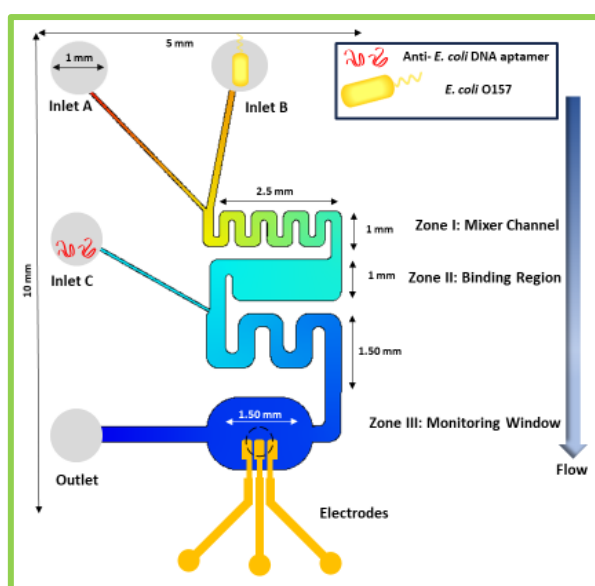 5 mm
1 mm
Inlet A
Inlet B
Anti- E. coli DNA aptamer
E. coli O157
2.5 mm
1 mm
Zone I: Mixer Channel
Inlet C
10 mm
1 mm
Zone II: Binding Region
1.50 mm
1.50 mm
Zone III: Monitoring Window
Outlet
Flow
Electrodes